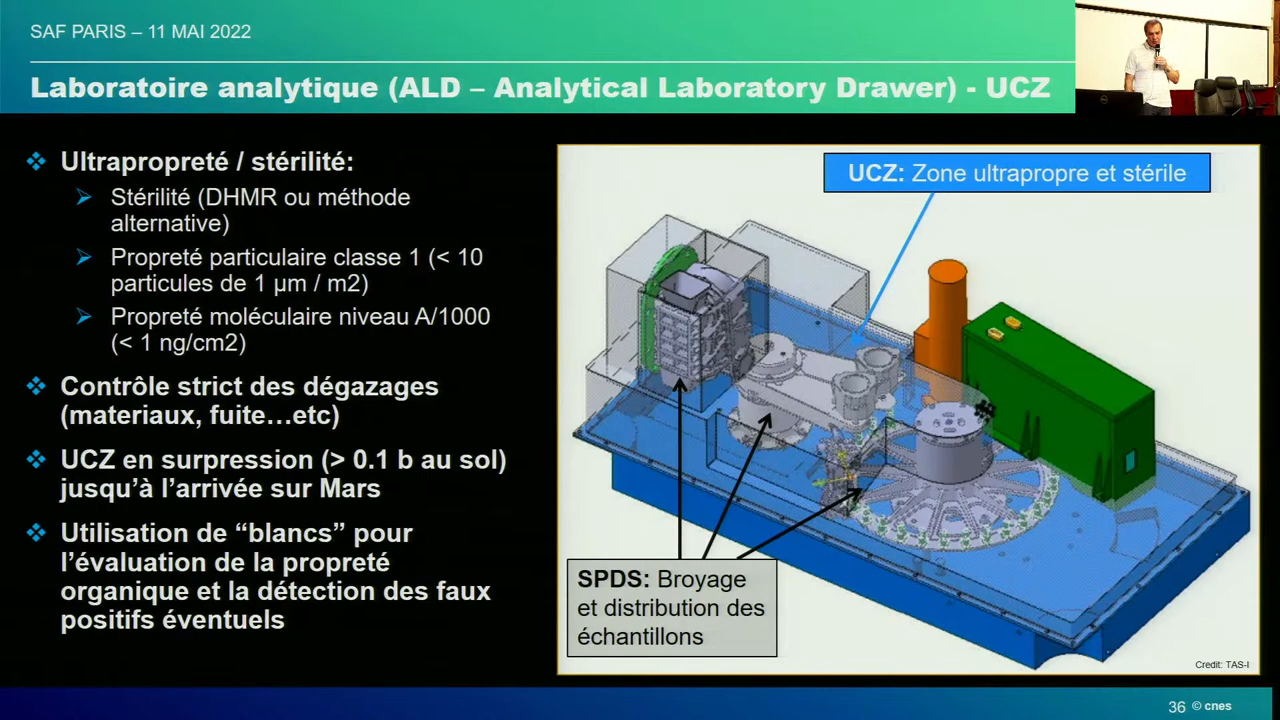 SAF PARIS – 11 MAI 2022
Laboratoire analytique (ALD – Analytical Laboratory Drawer) - UCZ
❖ Ultrapropreté / stérilité:
➢ Stérilité (DHMR ou méthode
alternative)
➢ Propreté particulaire classe 1 (< 10
particules de 1 µm / m2)
➢ Propreté moléculaire niveau A/1000
(< 1 ng/cm2)
❖ Contrôle strict des dégazages
(materiaux, fuite…etc)
❖ UCZ en surpression (> 0.1 b au sol)
jusqu’à l’arrivée sur Mars
❖ Utilisation de “blancs” pour
l’évaluation de la propreté
organique et la détection des faux
positifs éventuels
UCZ: Zone ultrapropre et stérile
SPDS: Broyage
et distribution des
échantillons
Credit: TAS-I
36 © cnes